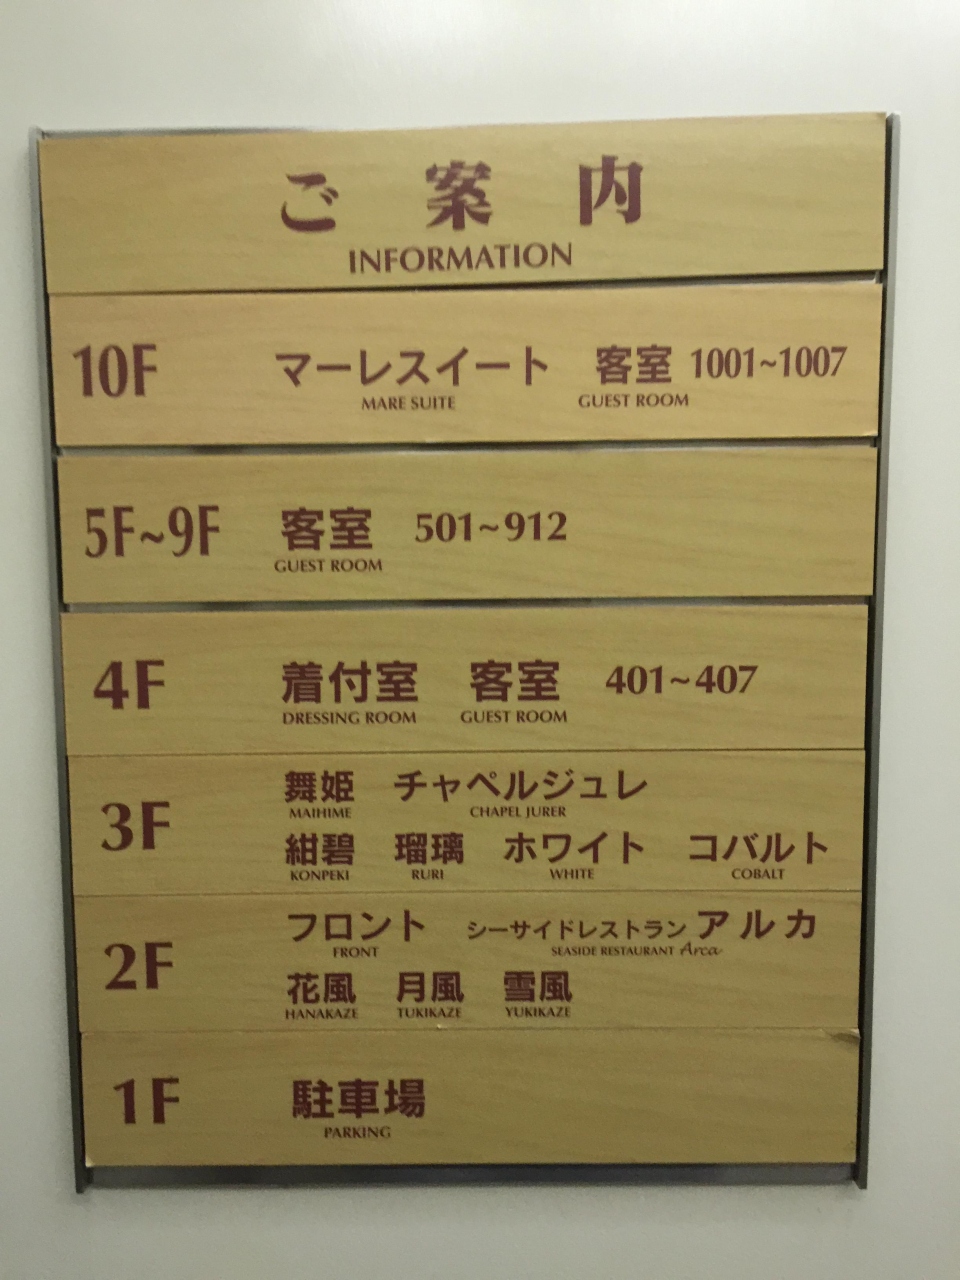 ご案内
INFORMATION
10F マーレスイート 客室 1001~1007
MARE SUITE GUEST ROOM
5F~9F 客室 501~912
GUEST ROOM
4F 着付室 客室 401~407
DRESSING ROOM GUEST ROOM
3F
舞姫 チャペルジュレ
MAIHIME CHAPEL JURER
紺碧 瑠璃 ホワイト コバルト
KONPEKI RURI WHITE COBALT
2F
フロント シーサイドレストラン アルカ
FRONT SEASIDE RESTAURANT Arca
花風 月風 雪風
HANAKAZE TUKIKAZE YUKIKAZE
1F 駐車場
PARKING